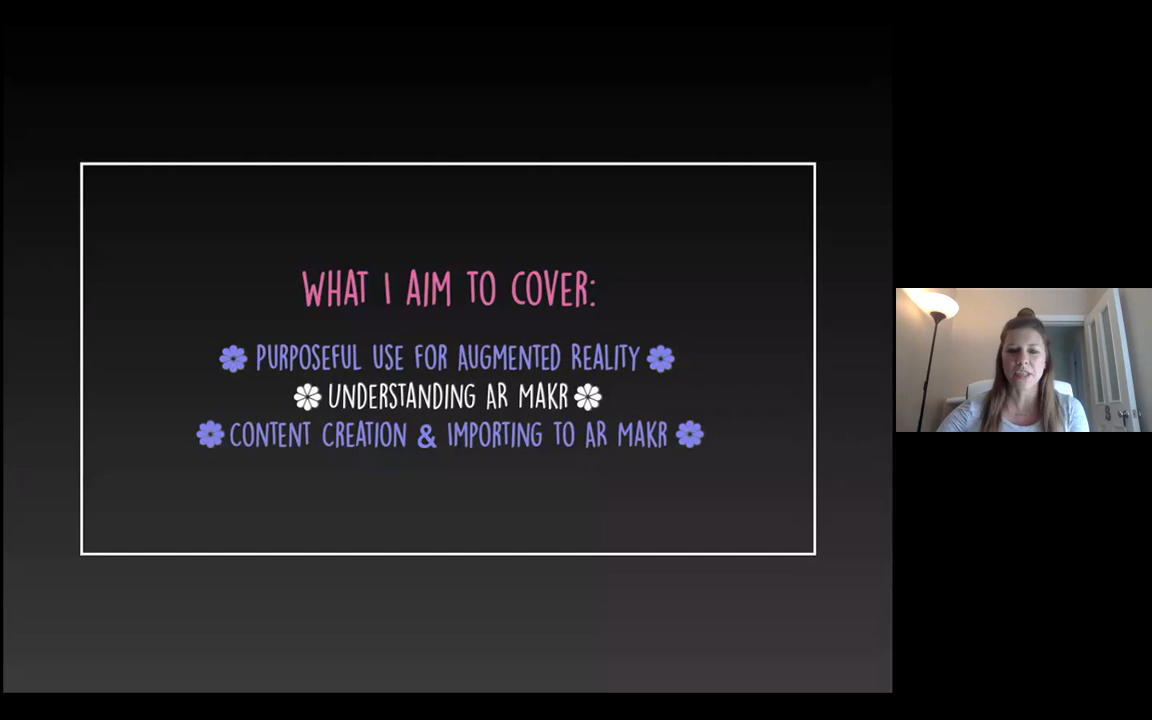 WHAT I AIM TO COVER:
PURPOSEFUL USE FOR AUGMENTED REALITY
UNDERSTANDING AR MAKR
CONTENT CREATION & IMPORTING TO AR MAKR